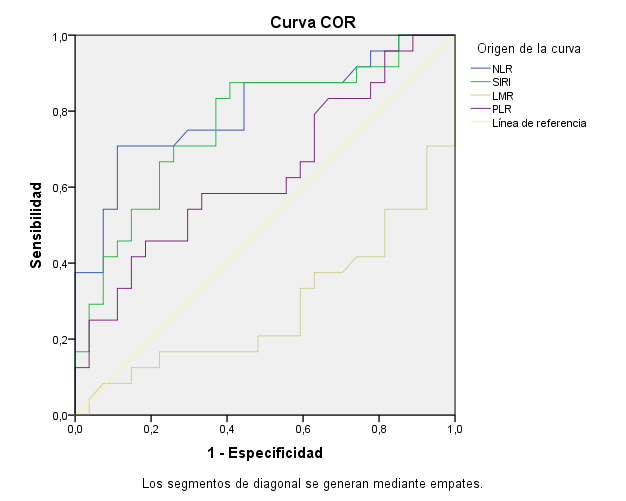 Curva COR
Origen de la curva
NLR
SIRI
LMR
PLR
Línea de referencia
Sensibilidad
1,0
0,8
0,6
0,4
0,2
0,0
0,0 0,2 0,4 0,6 0,8 1,0
1 - Especificidad
Los segmentos de diagonal se generan mediante empates.